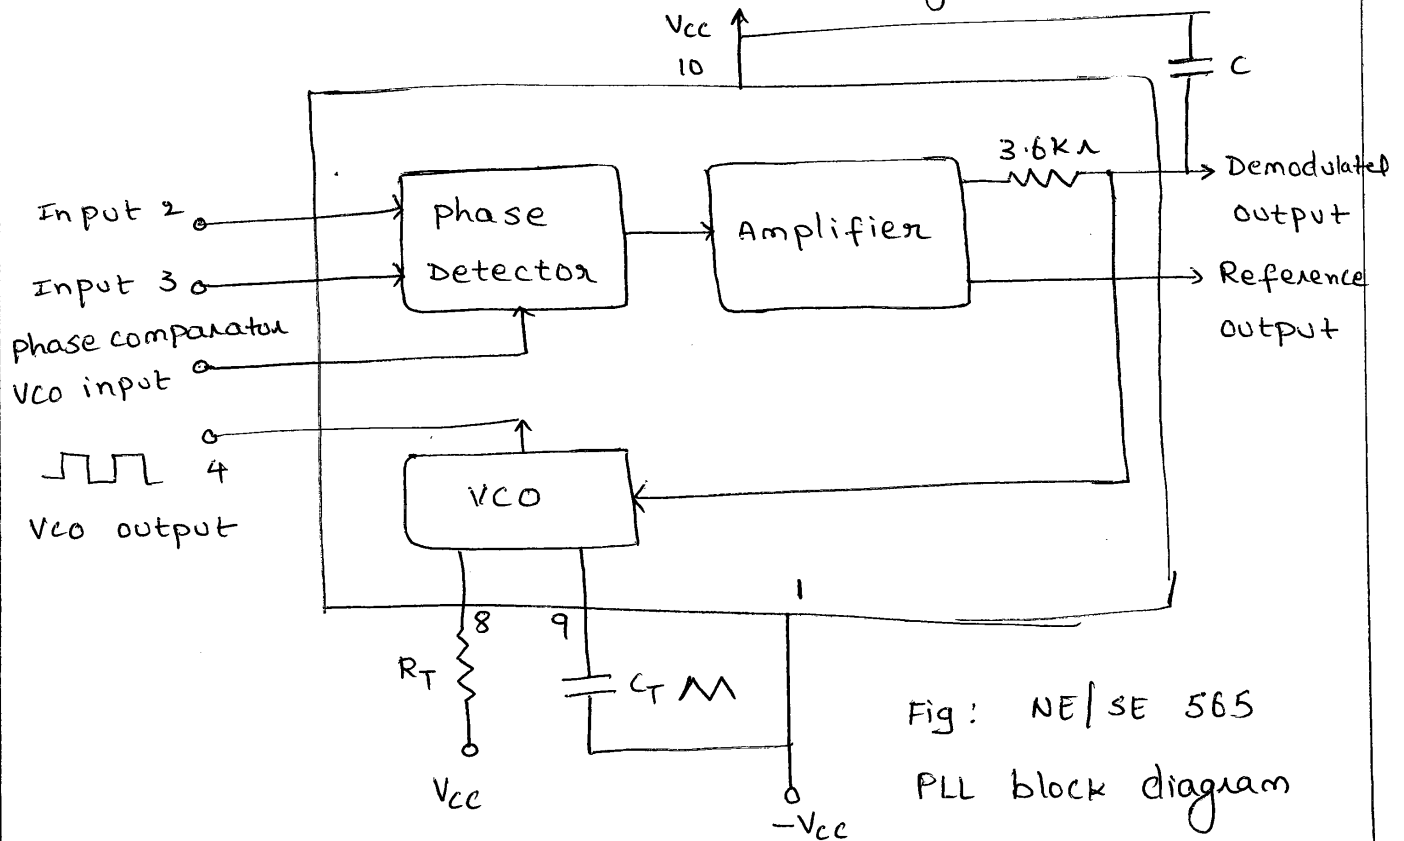 Vcc
10
C
3.6KΩ
Demodulated
output
Input 2
Phase
Detector
Amplifier
Input 3
Reference
output
phase comparator
VCO input
4
VCO output
VCO
1
8
9
RT
CT
Vcc
-Vcc
Fig: NE/SE 565
PLL block diagram